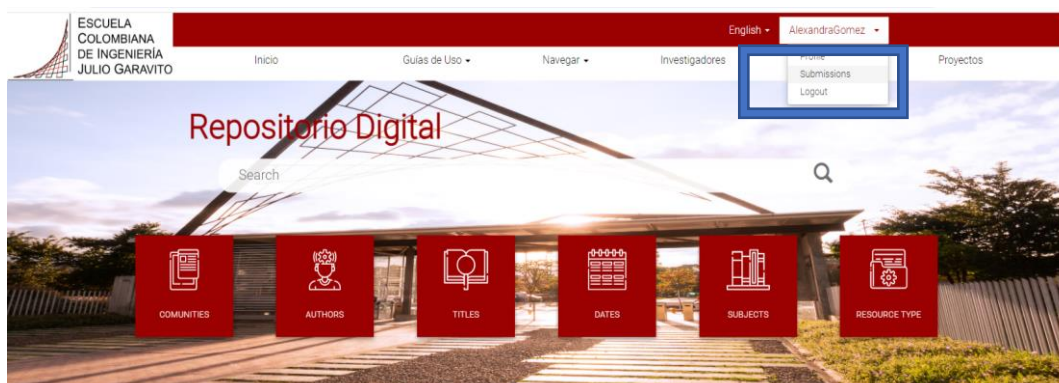 ESCUELA
COLOMBIANA
DE INGENIERÍA
JULIO GARAVITO
English
AlexandraGomez
Inicio
Guías de Uso
Navegar
Investigadores
Profile
Submissions
Logout
Proyectos
Repositorio Digital
Search
COMUNITIES
AUTHORS
TITLES
DATES
SUBJECTS
RESOURCE TYPE